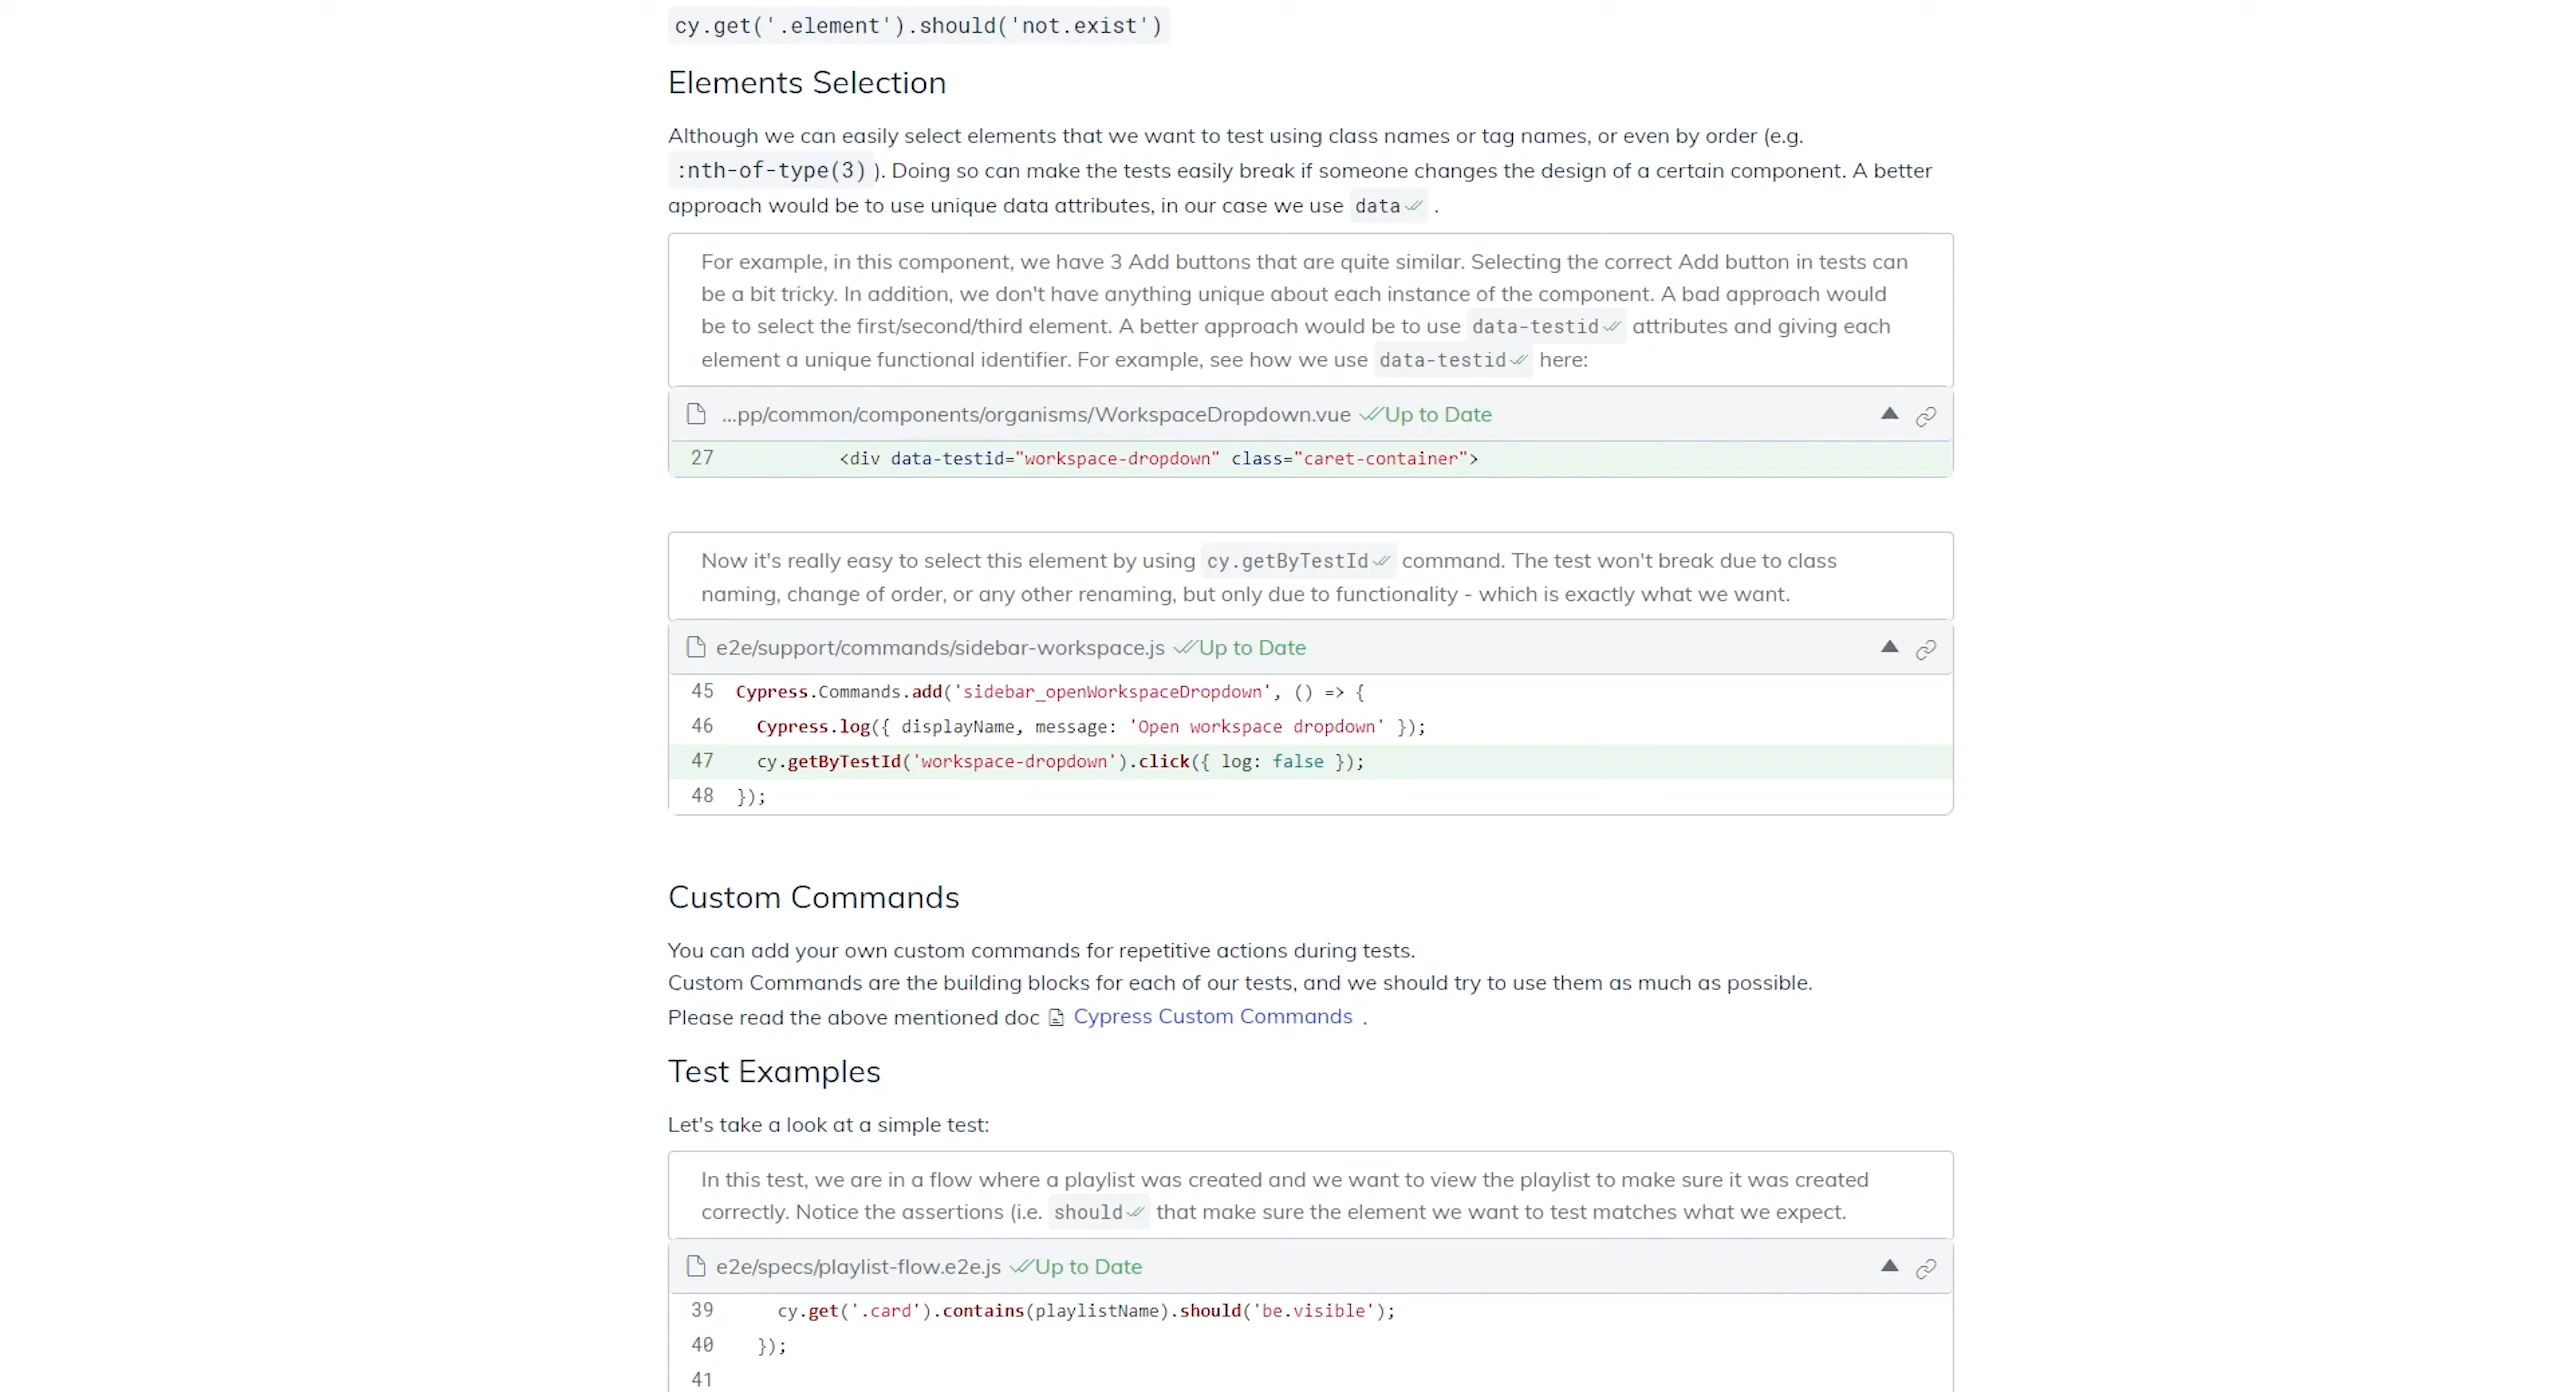 cy.get('.element').should('not.exist')
Elements Selection
Although we can easily select elements that we want to test using class names or tag names, or even by order (e.g.
:nth-of-type(3) ). Doing so can make the tests easily break if someone changes the design of a certain component. A better
approach would be to use unique data attributes, in our case we use data .
For example, in this component, we have 3 Add buttons that are quite similar. Selecting the correct Add button in tests can
be a bit tricky. In addition, we don't have anything unique about each instance of the component. A bad approach would
be to select the first/second/third element. A better approach would be to use data-testid attributes and giving each
element a unique functional identifier. For example, see how we use data-testid here:
...pp/common/components/organisms/WorkspaceDropdown.vue Up to Date
27 <div data-testid="workspace-dropdown" class="caret-container">
Now it's really easy to select this element by using cy.getByTestId command. The test won't break due to class
naming, change of order, or any other renaming, but only due to functionality - which is exactly what we want.
e2e/support/commands/sidebar-workspace.js Up to Date
45 Cypress.Commands.add('sidebar_openWorkspaceDropdown', () => {
46 Cypress.log({ displayName, message: 'Open workspace dropdown' });
47 cy.getByTestId('workspace-dropdown').click({ log: false });
48 });
Custom Commands
You can add your own custom commands for repetitive actions during tests.
Custom Commands are the building blocks for each of our tests, and we should try to use them as much as possible.
Please read the above mentioned doc Cypress Custom Commands .
Test Examples
Let's take a look at a simple test:
In this test, we are in a flow where a playlist was created and we want to view the playlist to make sure it was created
correctly. Notice the assertions (i.e. should that make sure the element we want to test matches what we expect.
e2e/specs/playlist-flow.e2e.js Up to Date
39 cy.get('.card').contains(playlistName).should('be.visible');
40 });
41